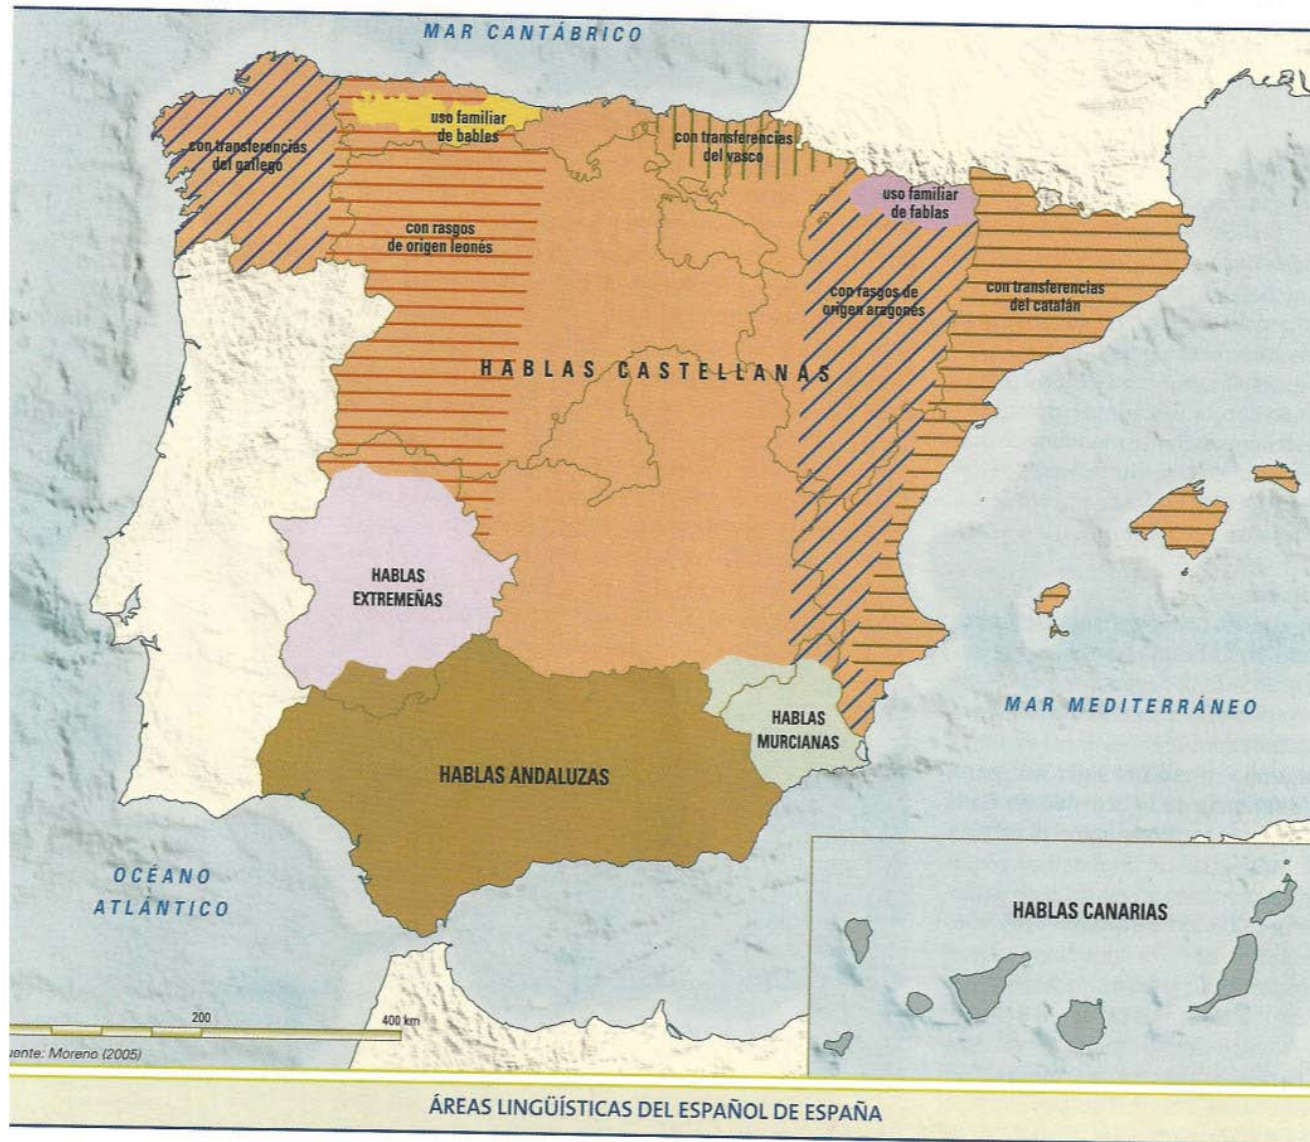 MAR CANTÁBRICO
uso familiar
de bables
con transferencias
del gallego
con transferencias
del vasco
uso familiar
de fablas
con rasgos
de origen leonés
con rasgos de
origen aragonés
con transferencias
del catalán
HABLAS CASTELLANAS
HABLAS
EXTREMEÑAS
MAR MEDITERRÁNEO
HABLAS
MURCIANAS
HABLAS ANDALUZAS
OCÉANO
ATLÁNTICO
HABLAS CANARIAS
200
400 km
uente: Moreno (2005)
ÁREAS LINGÜÍSTICAS DEL ESPAÑOL DE ESPAÑA